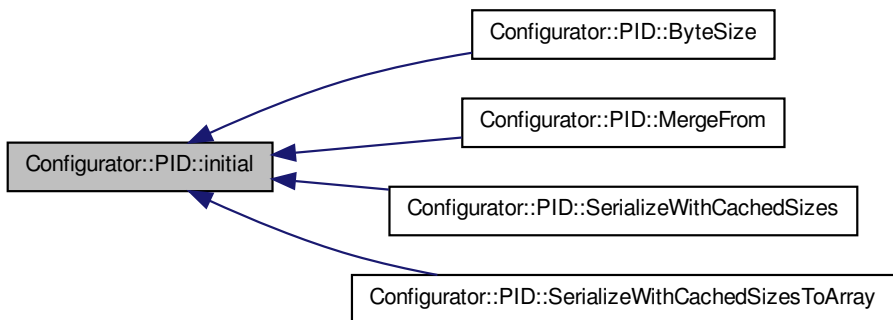 Configurator::PID::ByteSize
Configurator::PID::MergeFrom
Configurator::PID::initial
Configurator::PID::SerializeWithCachedSizes
Configurator::PID::SerializeWithCachedSizesToArray